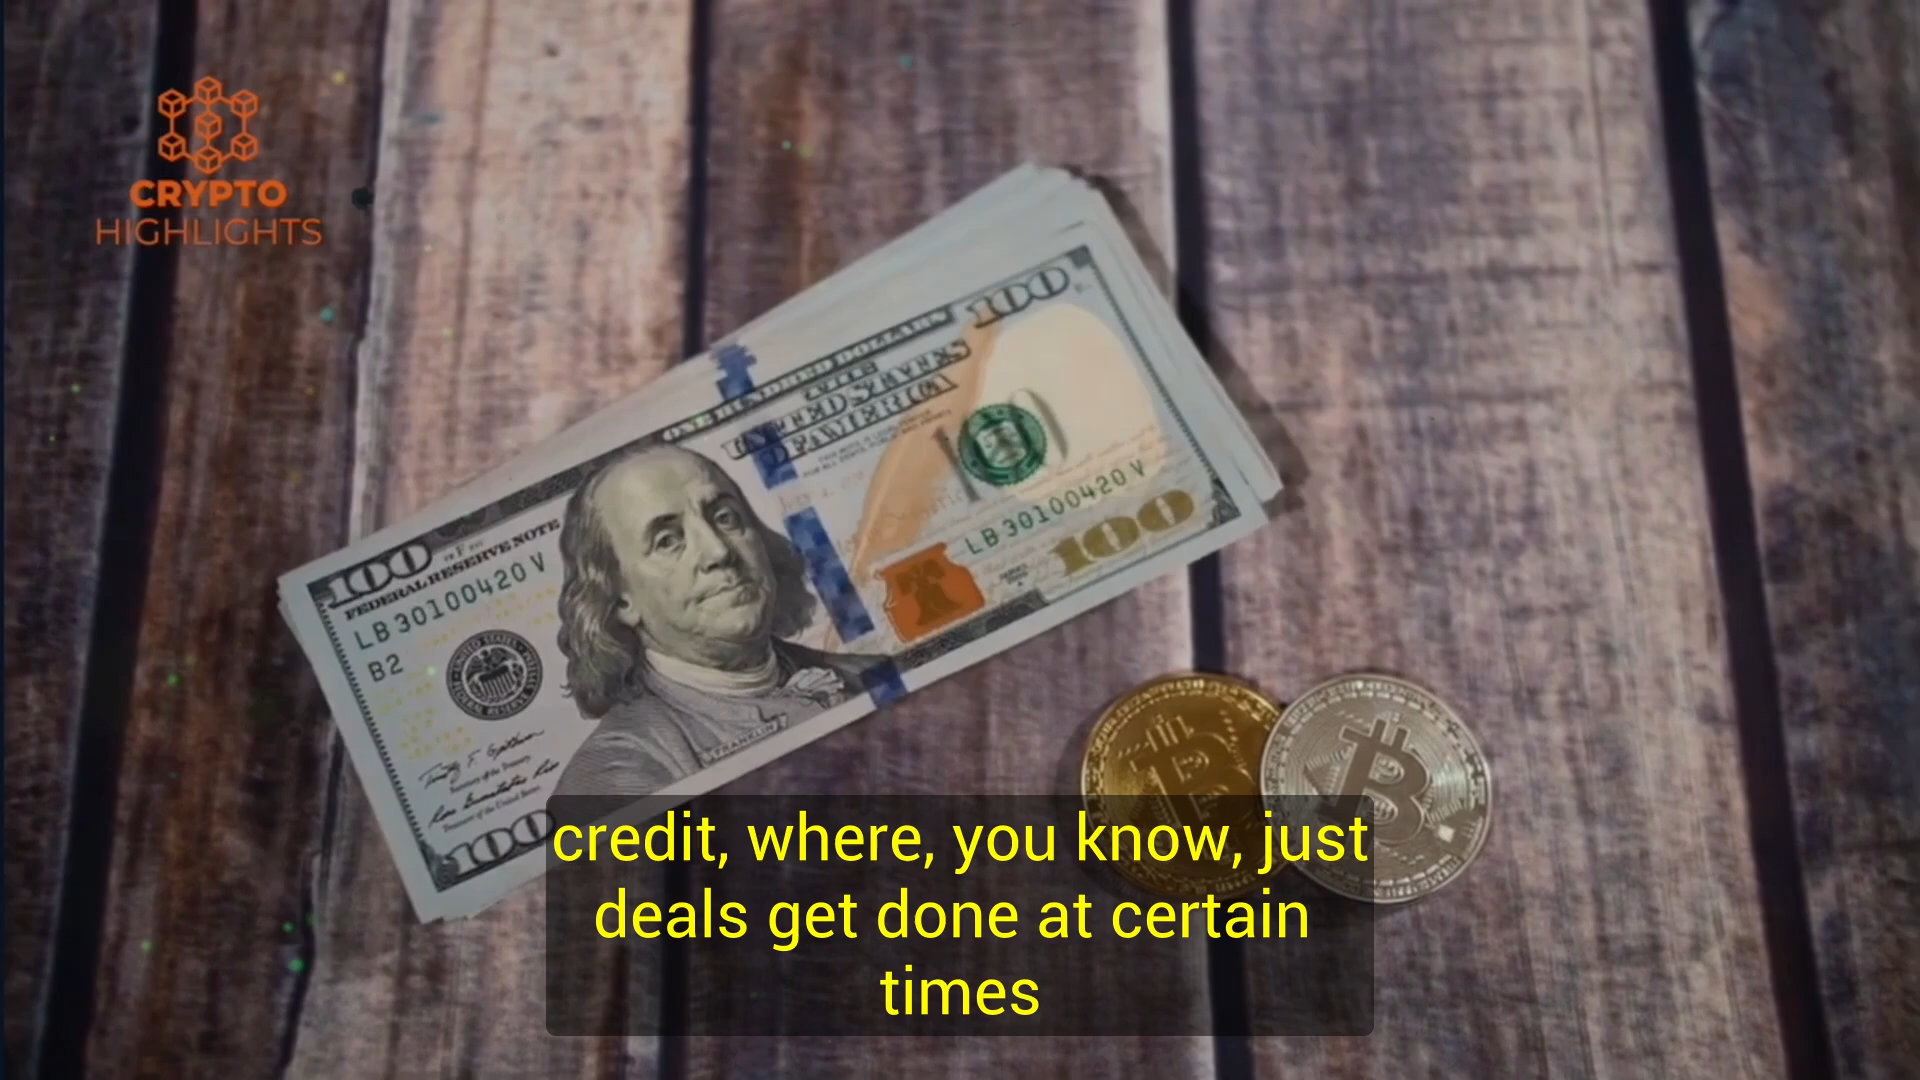 CRYPTO
HIGHLIGHTS
100
ONE HUNDRED DOLLARS
THE
UNITED STATES
OF AMERICA
LB 30100420 V
100
100
FEDERAL RESERVE NOTE
LB 30100420 V
B2
FRANKLIN
100
credit, where, you know, just
deals get done at certain
times